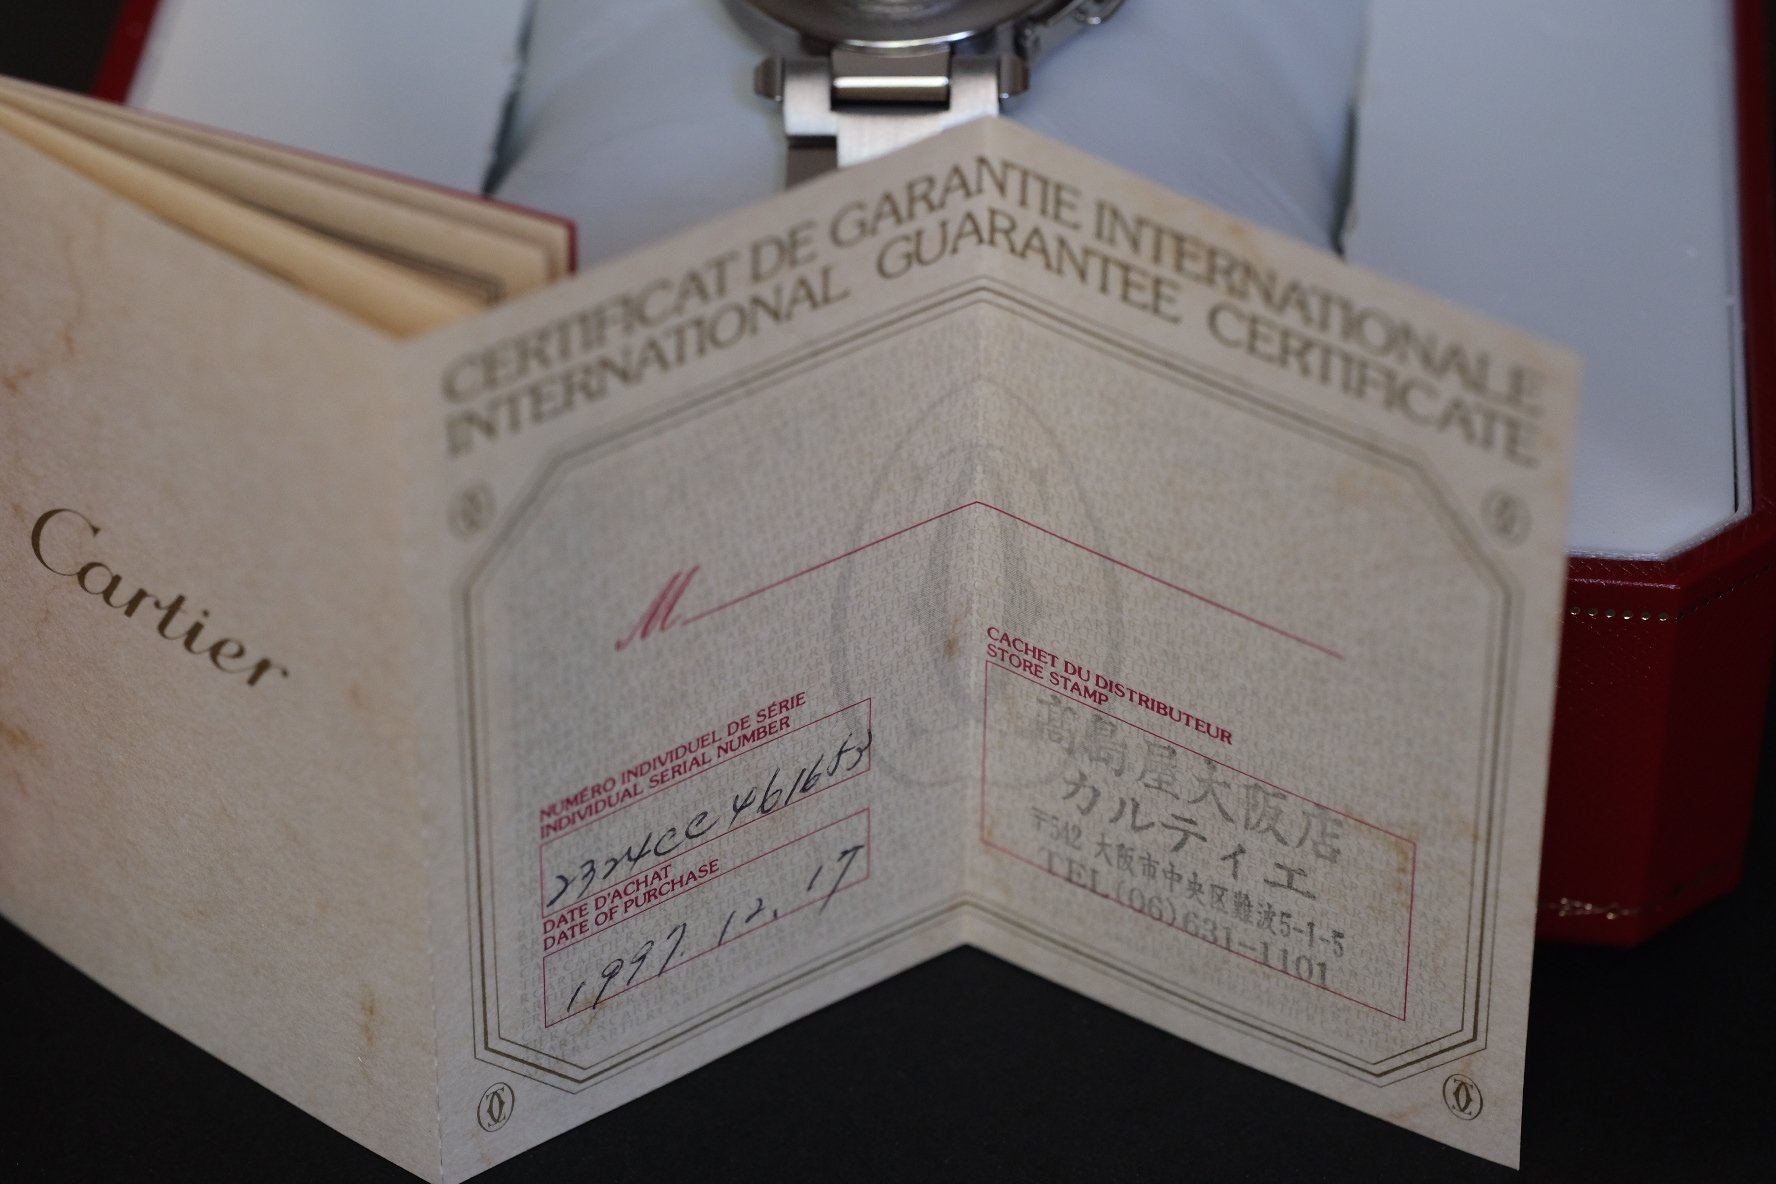 Cartier
CERTIFICAT DE GARANTIE INTERNATIONALE
INTERNATIONAL GUARANTEE CERTIFICATE
M
NUMÉRO INDIVIDUEL DE SÉRIE
INDIVIDUAL SERIAL NUMBER
2324CC461653
DATE D'ACHAT
DATE OF PURCHASE
1997.12.17
CACHET DU DISTRIBUTEUR
STORE STAMP
髙島屋大阪店
カルティエ
〒542 大阪市中央区難波5-1-5
TEL(06)631-1101